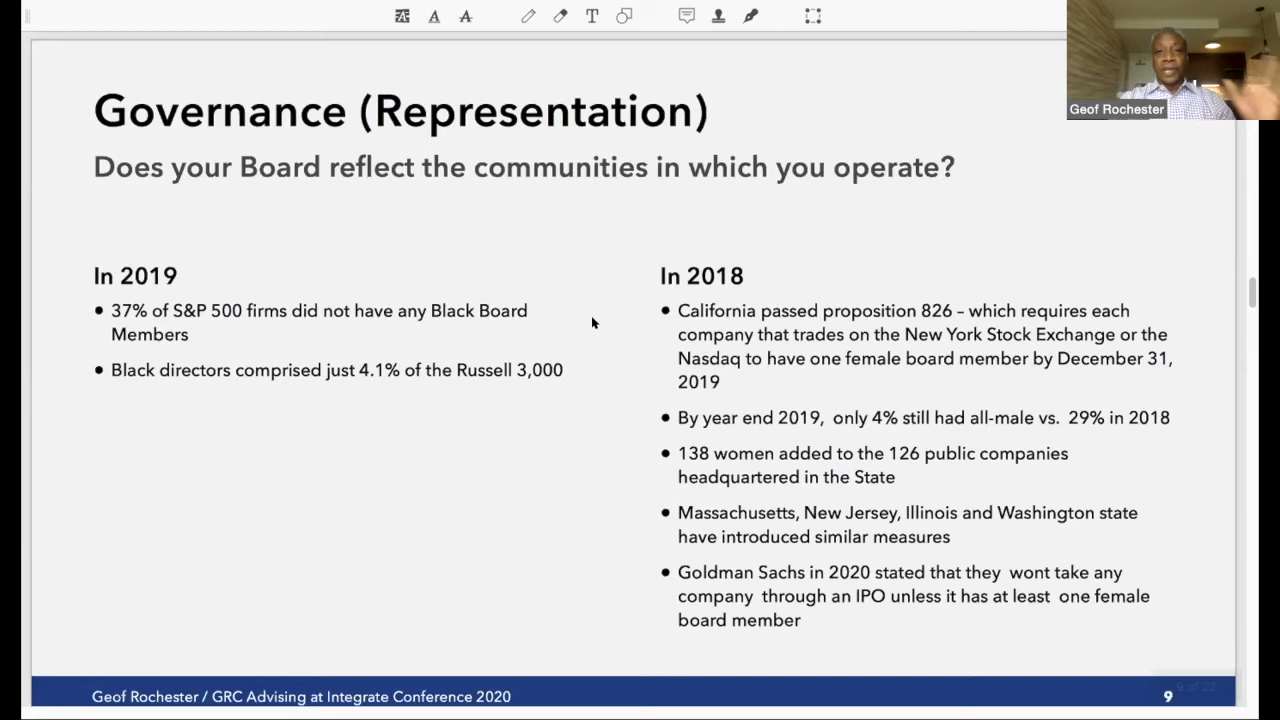 Geof Rochester
Governance (Representation)
Does your Board reflect the communities in which you operate?
In 2019
• 37% of S&P 500 firms did not have any Black Board
Members
• Black directors comprised just 4.1% of the Russell 3,000
In 2018
• California passed proposition 826 – which requires each
company that trades on the New York Stock Exchange or the
Nasdaq to have one female board member by December 31,
2019
• By year end 2019,  only 4% still had all-male vs.  29% in 2018
• 138 women added to the 126 public companies
headquartered in the State
• Massachusetts, New Jersey, Illinois and Washington state
have introduced similar measures
• Goldman Sachs in 2020 stated that they  wont take any
company  through an IPO unless it has at least  one female
board member
Geof Rochester / GRC Advising at Integrate Conference 2020
9
9 of 22